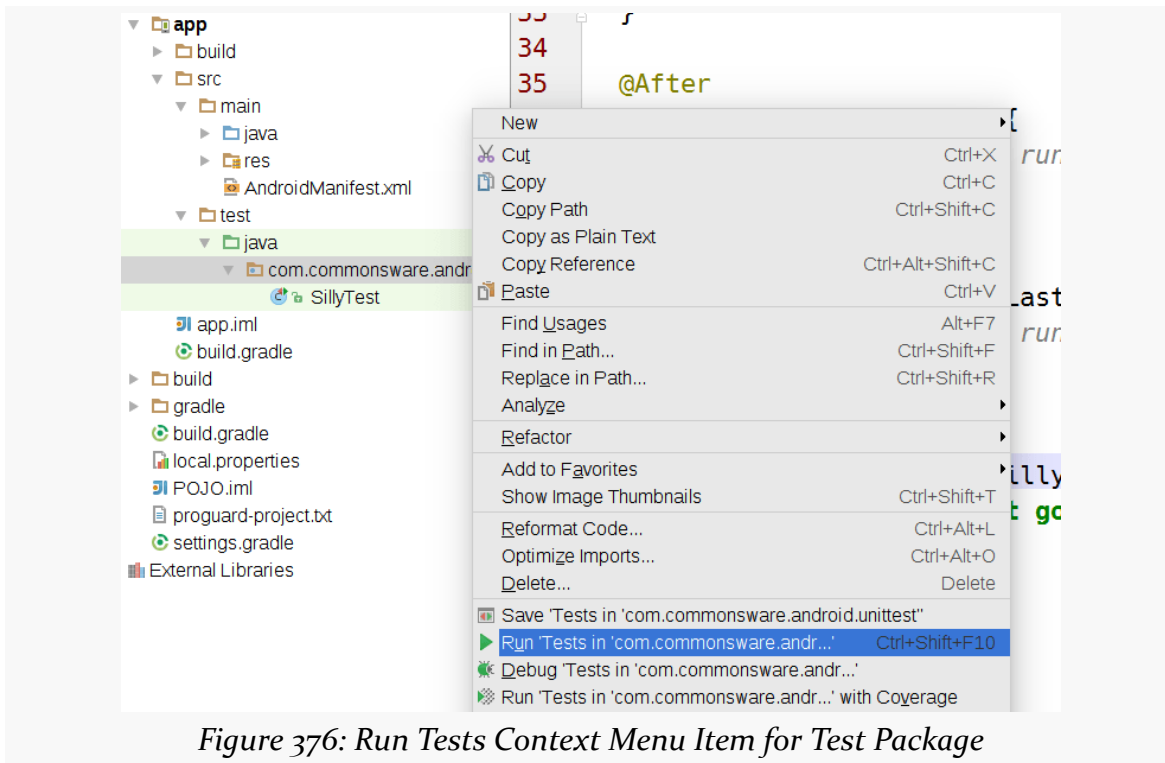 app
build
src
main
java
res
AndroidManifest.xml
test
java
com.commonsware.andr
SillyTest
app.iml
build.gradle
build
gradle
build.gradle
local.properties
POJO.iml
proguard-project.txt
settings.gradle
External Libraries
33 }
34
35 @After
{
run
Last
run
illy
t go
New
Cut Ctrl+X
Copy Ctrl+C
Copy Path Ctrl+Shift+C
Copy as Plain Text
Copy Reference Ctrl+Alt+Shift+C
Paste Ctrl+V
Find Usages Alt+F7
Find in Path... Ctrl+Shift+F
Replace in Path... Ctrl+Shift+R
Analyze
Refactor
Add to Favorites
Show Image Thumbnails Ctrl+Shift+T
Reformat Code... Ctrl+Alt+L
Optimize Imports... Ctrl+Alt+O
Delete... Delete
Save 'Tests in 'com.commonsware.android.unittest''
Run 'Tests in 'com.commonsware.andr...' Ctrl+Shift+F10
Debug 'Tests in 'com.commonsware.andr...'
Run 'Tests in 'com.commonsware.andr...' with Coverage
Figure 376: Run Tests Context Menu Item for Test Package